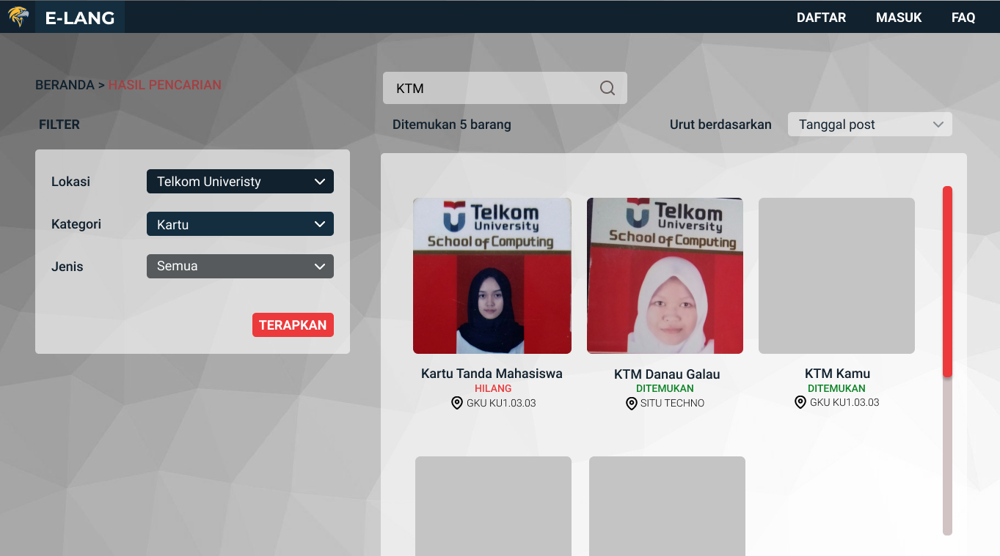 E-LANG
DAFTAR MASUK FAQ
BERANDA > HASIL PENCARIAN
KTM
FILTER
Ditemukan 5 barang
Urut berdasarkan
Tanggal post
Lokasi
Telkom Univeristy
Kategori
Kartu
Jenis
Semua
TERAPKAN
Telkom
University
School of Computing
Kartu Tanda Mahasiswa
HILANG
GKU KU1.03.03
Telkom
University
School of Computing
KTM Danau Galau
DITEMUKAN
SITU TECHNO
KTM Kamu
DITEMUKAN
GKU KU1.03.03